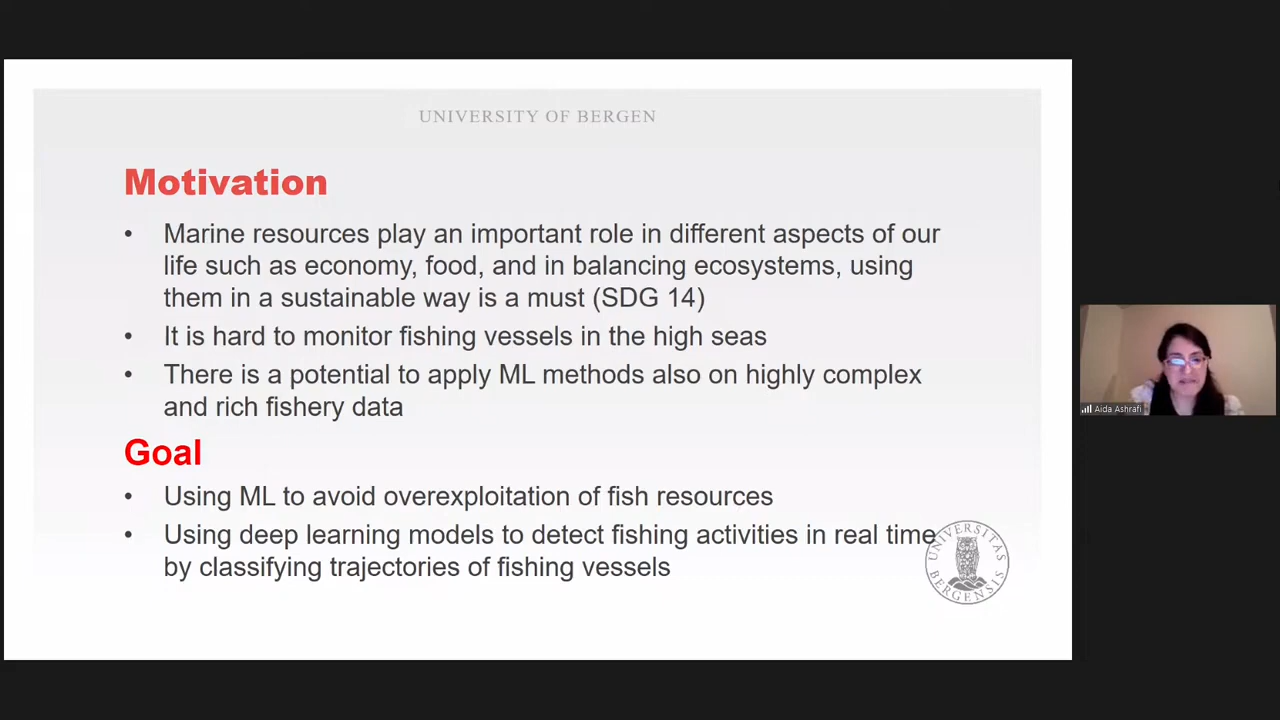 UNIVERSITY OF BERGEN
Motivation
• Marine resources play an important role in different aspects of our
life such as economy, food, and in balancing ecosystems, using
them in a sustainable way is a must (SDG 14)
• It is hard to monitor fishing vessels in the high seas
• There is a potential to apply ML methods also on highly complex
and rich fishery data
Goal
• Using ML to avoid overexploitation of fish resources
• Using deep learning models to detect fishing activities in real time
by classifying trajectories of fishing vessels
UNIVERSITAS
BERGENSIS
Aida Ashrafi